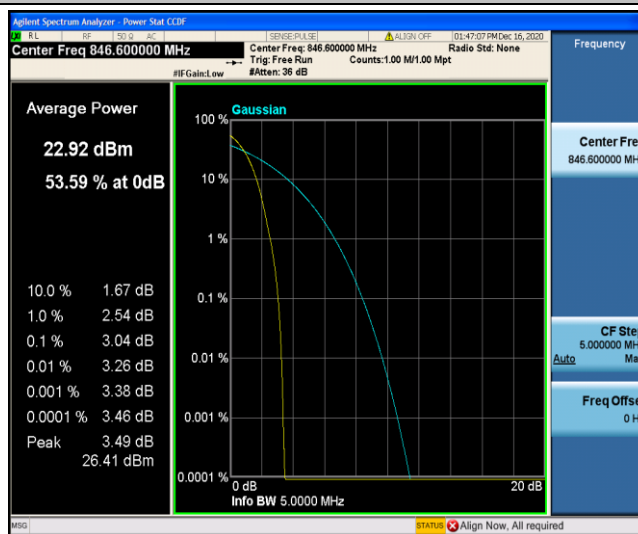 Agilent Spectrum Analyzer - Power Stat CCDF
RL RF 50 Ω AC SENSE:PULSE ALIGN OFF 01:47:07 PM Dec 16, 2020
Center Freq 846.600000 MHz
Center Freq: 846.600000 MHz Radio Std: None
Trig: Free Run Counts:1.00 M/1.00 Mpt
#IFGain:Low #Atten: 36 dB
Frequency
Average Power
22.92 dBm
53.59 % at 0dB
10.0 % 1.67 dB
1.0 % 2.54 dB
0.1 % 3.04 dB
0.01 % 3.26 dB
0.001 % 3.38 dB
0.0001 % 3.46 dB
Peak 3.49 dB
26.41 dBm
Gaussian
100 %
10 %
1 %
0.1 %
0.01 %
0.001 %
0.0001 %
0 dB 20 dB
Info BW 5.0000 MHz
Center Fre
846.600000 MH
CF Ste
5.000000 MH
Auto Ma
Freq Offse
0 H
MSG STATUS Align Now, All required